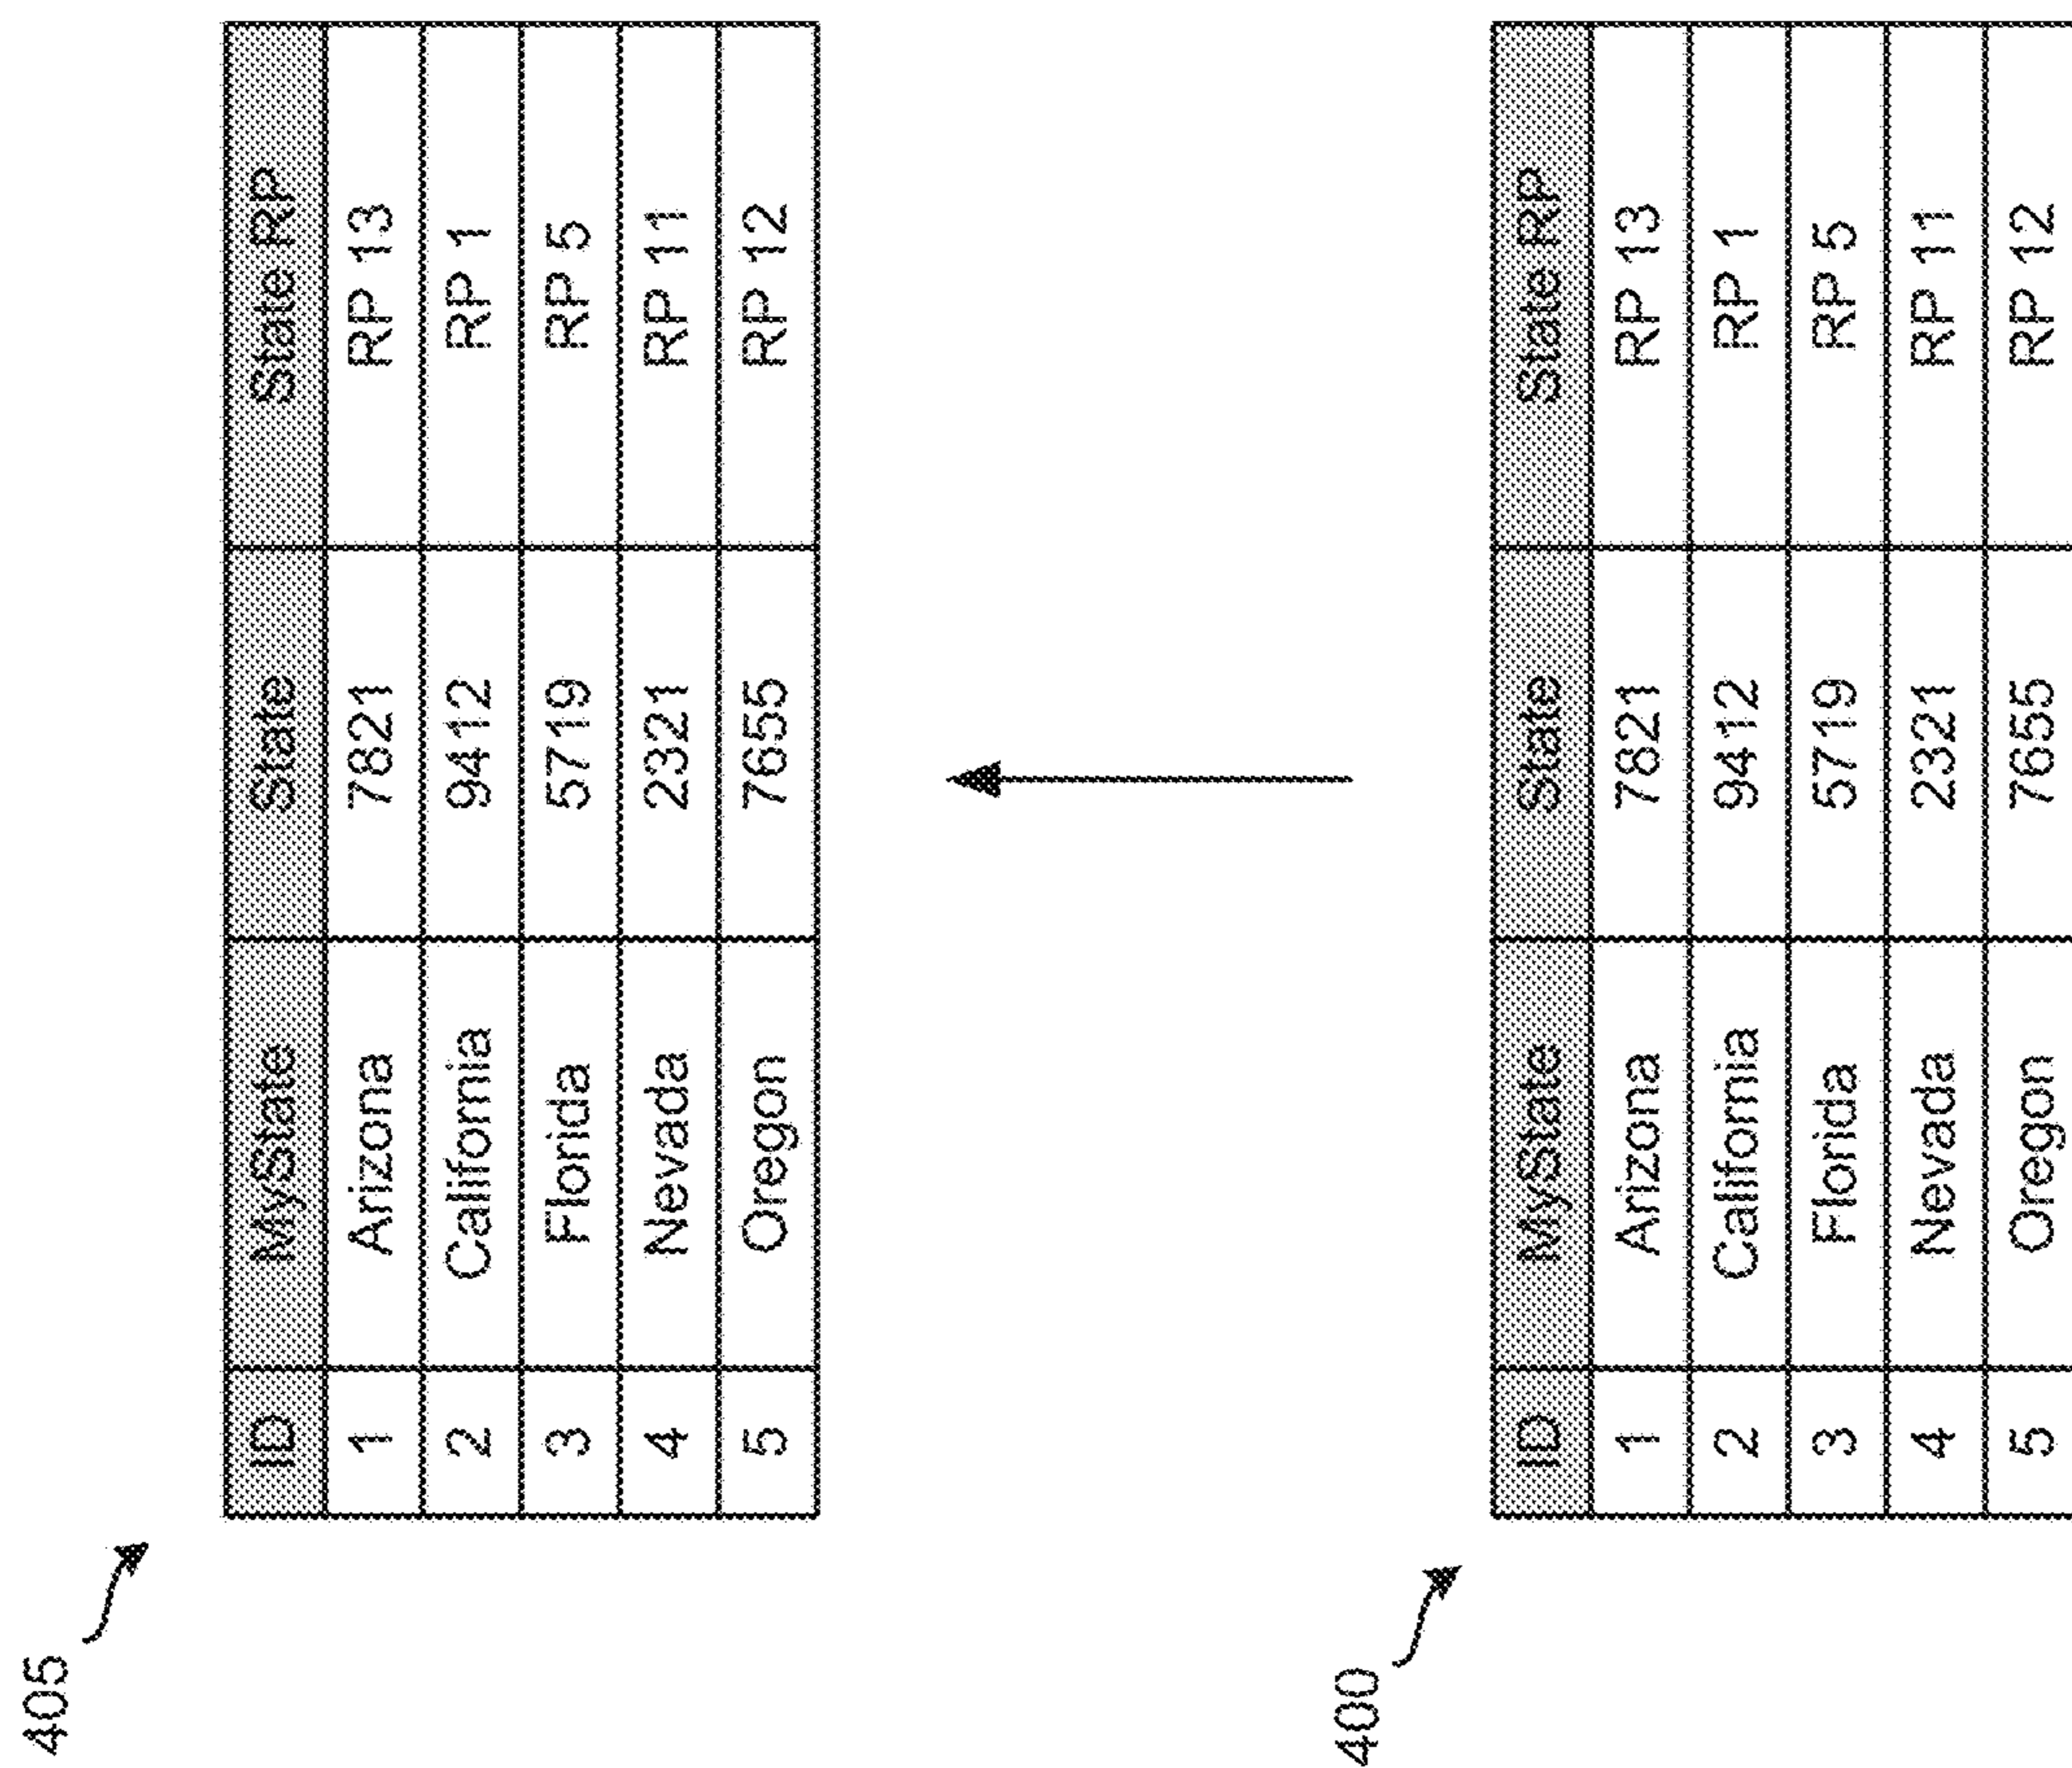 405
ID MyState State State RP
1 Arizona 7821 RP 13
2 California 9412 RP 1
3 Florida 5719 RP 5
4 Nevada 2321 RP 11
5 Oregon 7655 RP 12
400
ID MyState State State RP
1 Arizona 7821 RP 13
2 California 9412 RP 1
3 Florida 5719 RP 5
4 Nevada 2321 RP 11
5 Oregon 7655 RP 12